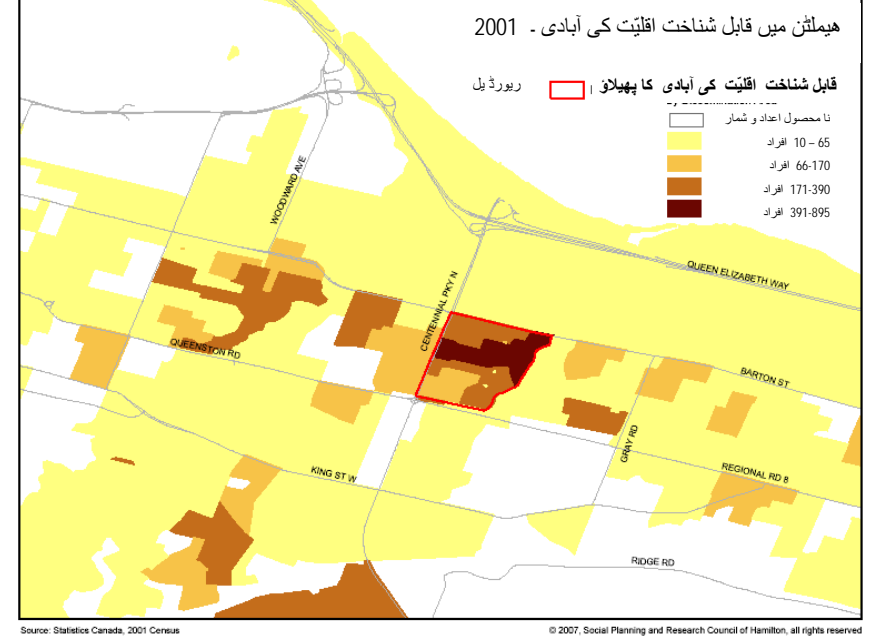 ھیملٹن میں قابل شناخت اقلیّت کی آبادی ۔ 2001
قابل شناخت اقلیّت کی آبادی کا پھیلاؤ
ریورڈیل
نا محصول اعداد و شمار
10 – 65 افراد
66-170 افراد
171-390 افراد
391-895 افراد
WOODWARD AVE
QUEEN ELIZABETH WAY
CENTENNIAL PKY N
QUEENSTON RD
BARTON ST
GRAY RD
KING ST W
REGIONAL RD 8
RIDGE RD
Source: Statistics Canada, 2001 Census
© 2007, Social Planning and Research Council of Hamilton, all rights reserved